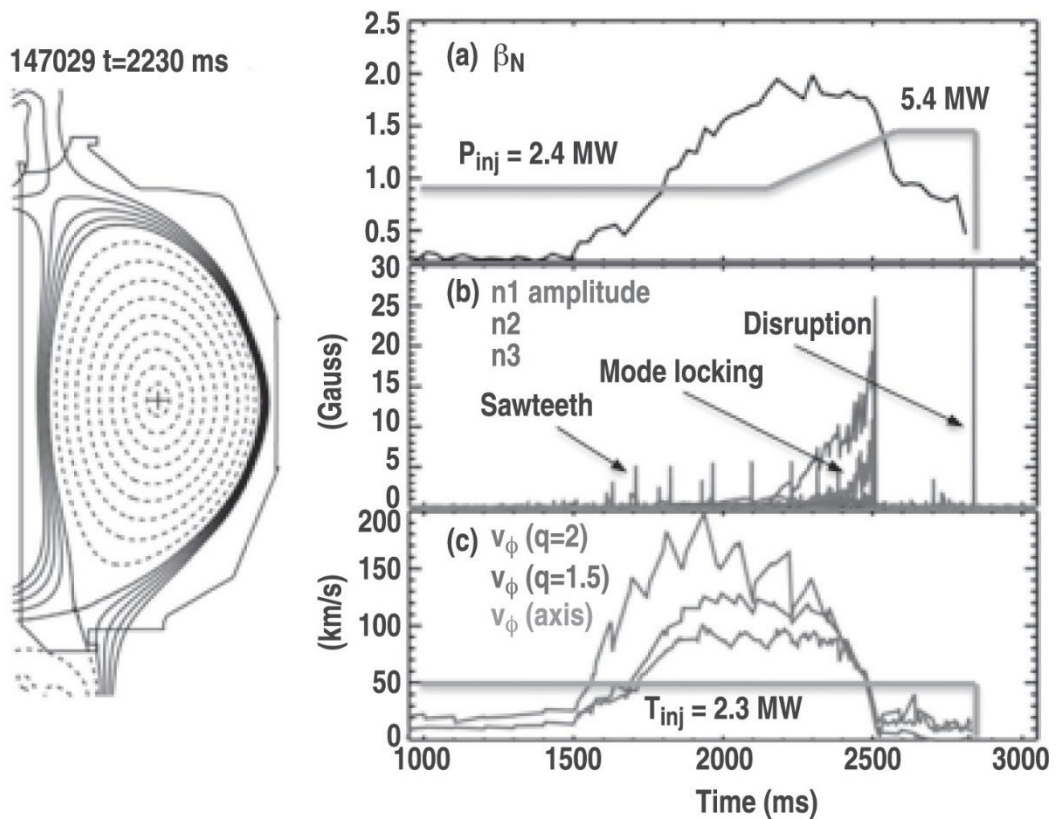 147029 t=2230 ms
2.5
2.0
1.5
1.0
0.5
(a) βN
5.4 MW
Pinj = 2.4 MW
30
25
20
15
10
5
0
(Gauss)
(b) n1 amplitude
n2
n3
Disruption
Mode locking
Sawteeth
200
150
100
50
0
(km/s)
(c) vϕ (q=2)
vϕ (q=1.5)
vϕ (axis)
Tinj = 2.3 MW
1000 1500 2000 2500 3000
Time (ms)